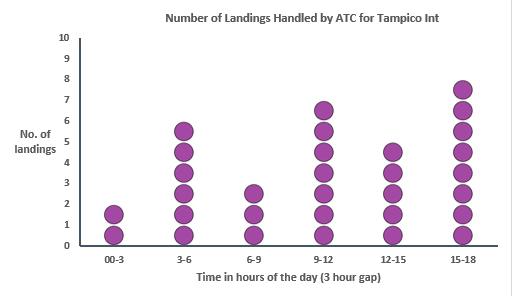 Number of Landings Handled by ATC for Tampico Int
10
9
8
7
6
5
4
3
2
1
0
No. of
landings
00-3 3-6 6-9 9-12 12-15 15-18
Time in hours of the day (3 hour gap)